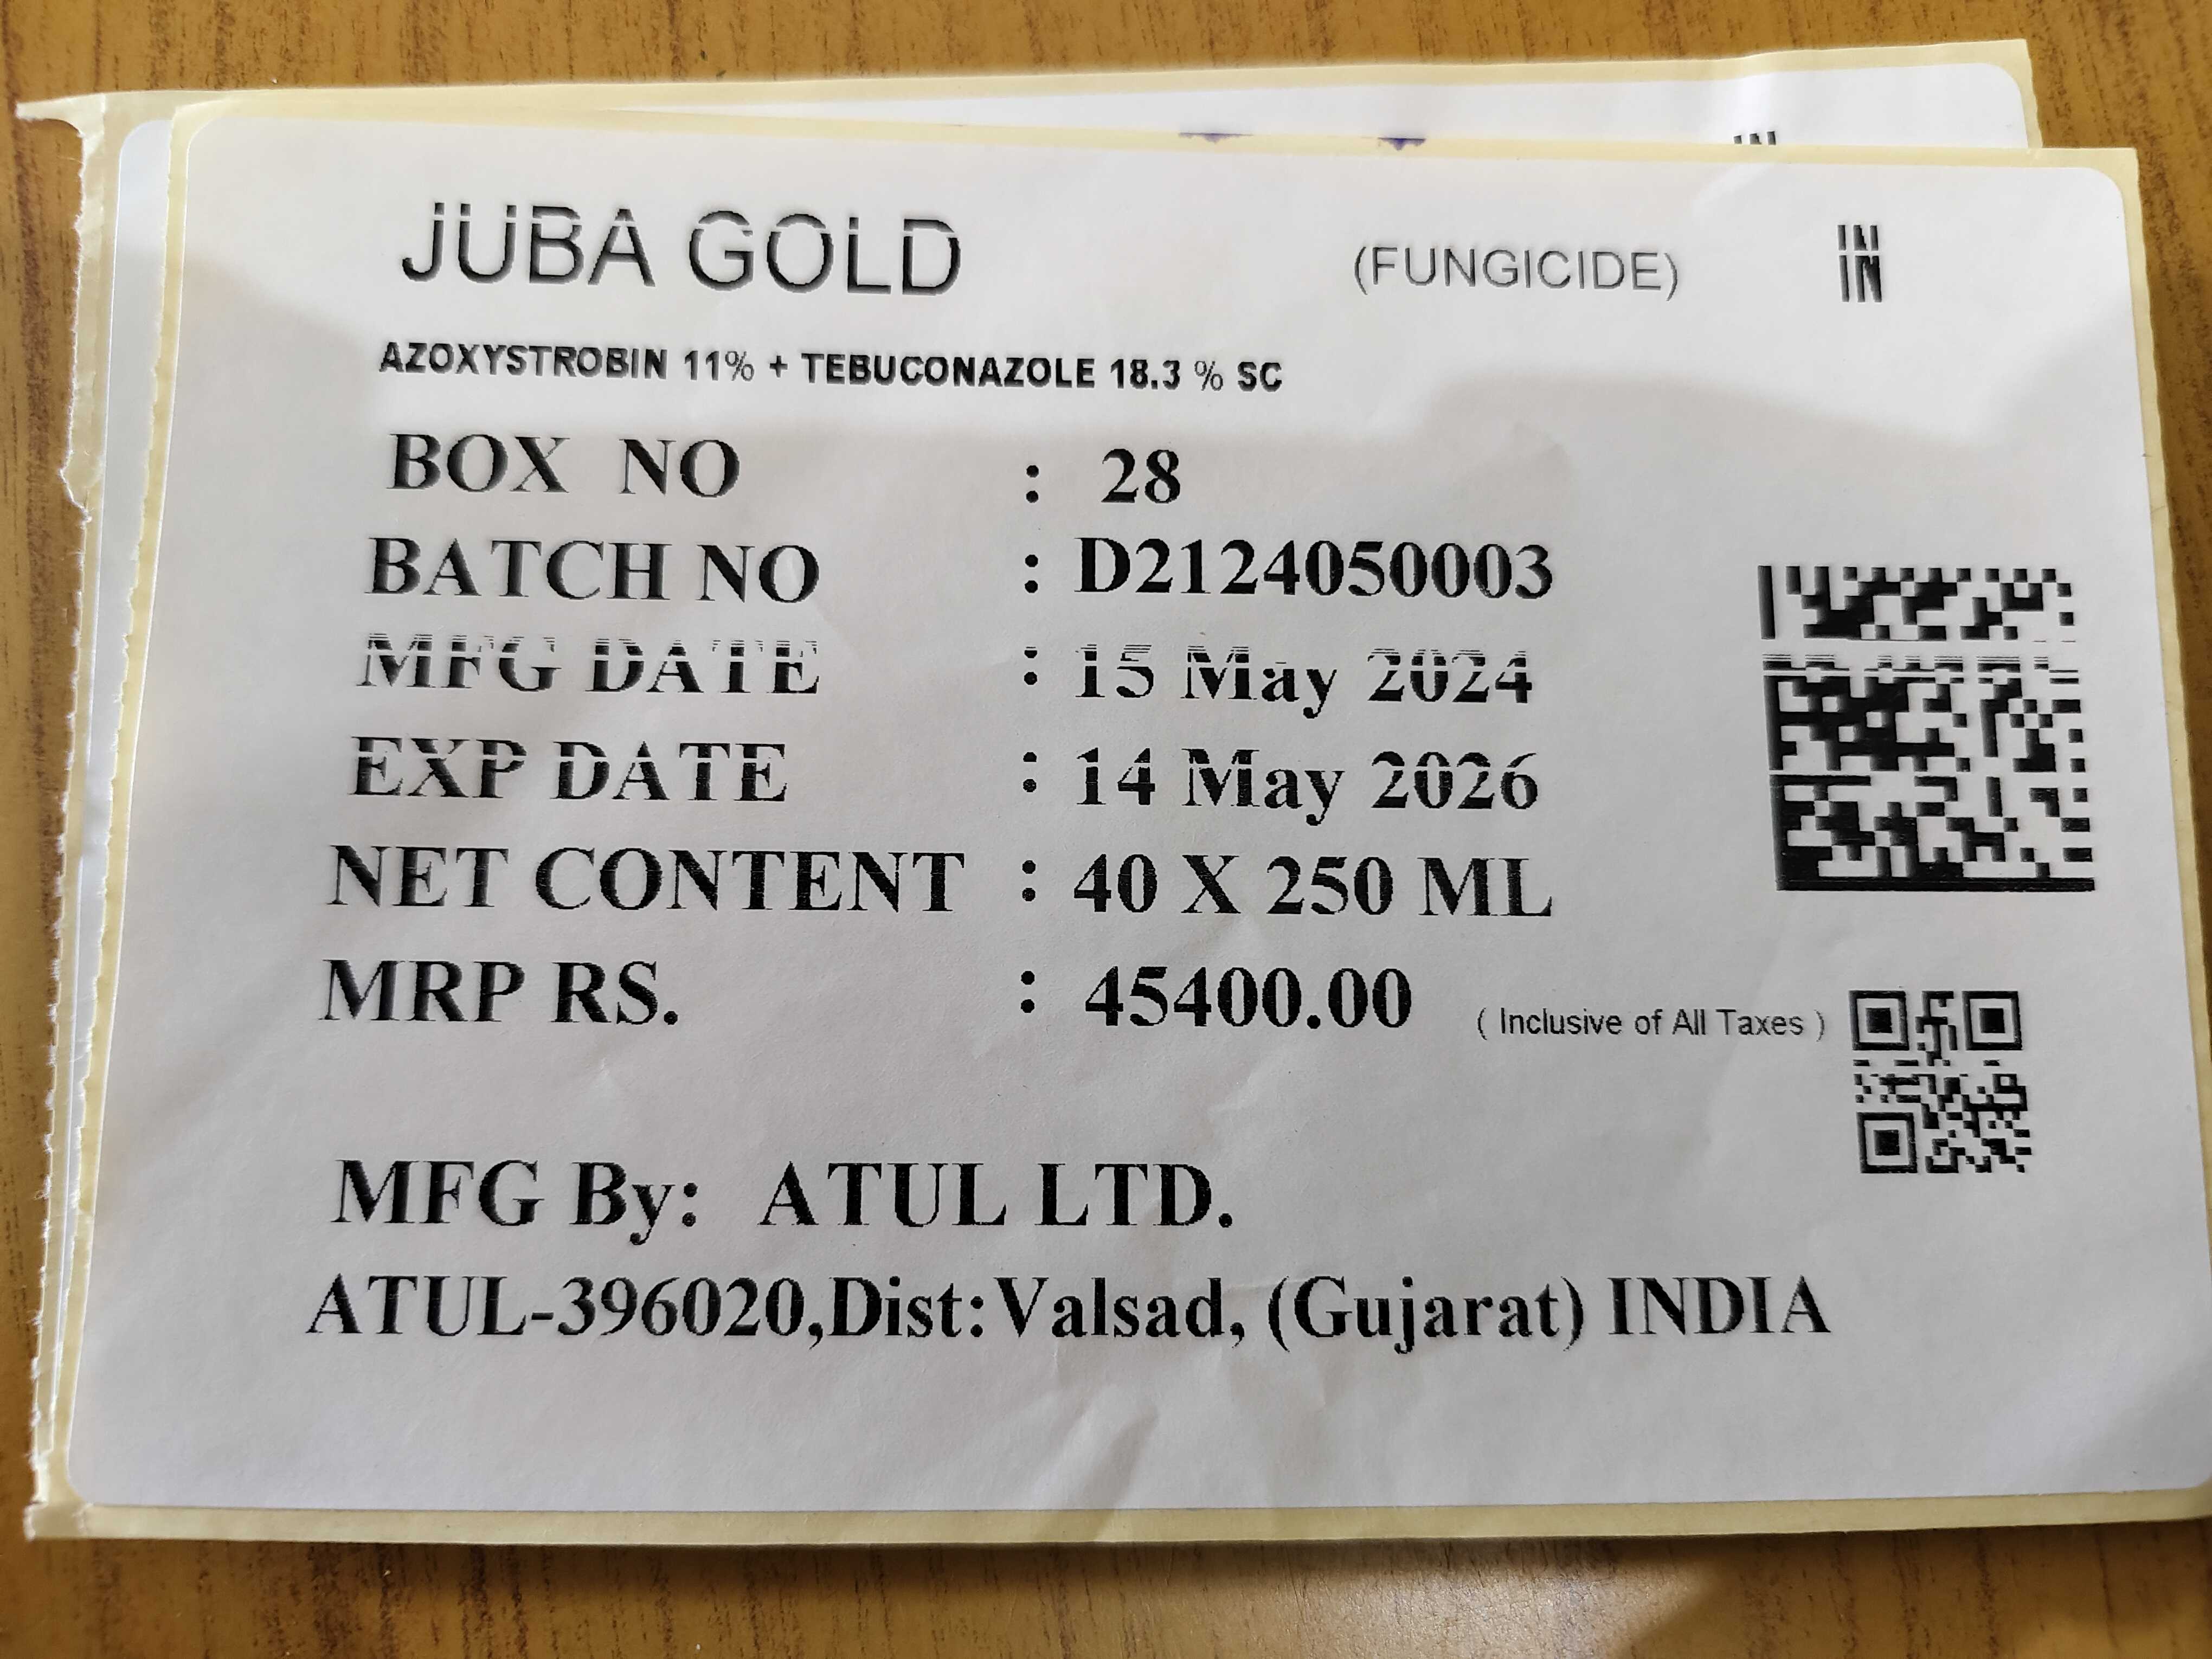 JUBA GOLD (FUNGICIDE) IN
IN
AZOXYSTROBIN 11% + TEBUCONAZOLE 18.3 % SC
BOX NO : 28
BATCH NO : D2124050003
MFG DATE : 15 May 2024
EXP DATE : 14 May 2026
NET CONTENT : 40 X 250 ML
MRP RS. : 45400.00 ( Inclusive of All Taxes )
MFG By: ATUL LTD.
ATUL-396020,Dist:Valsad, (Gujarat) INDIA